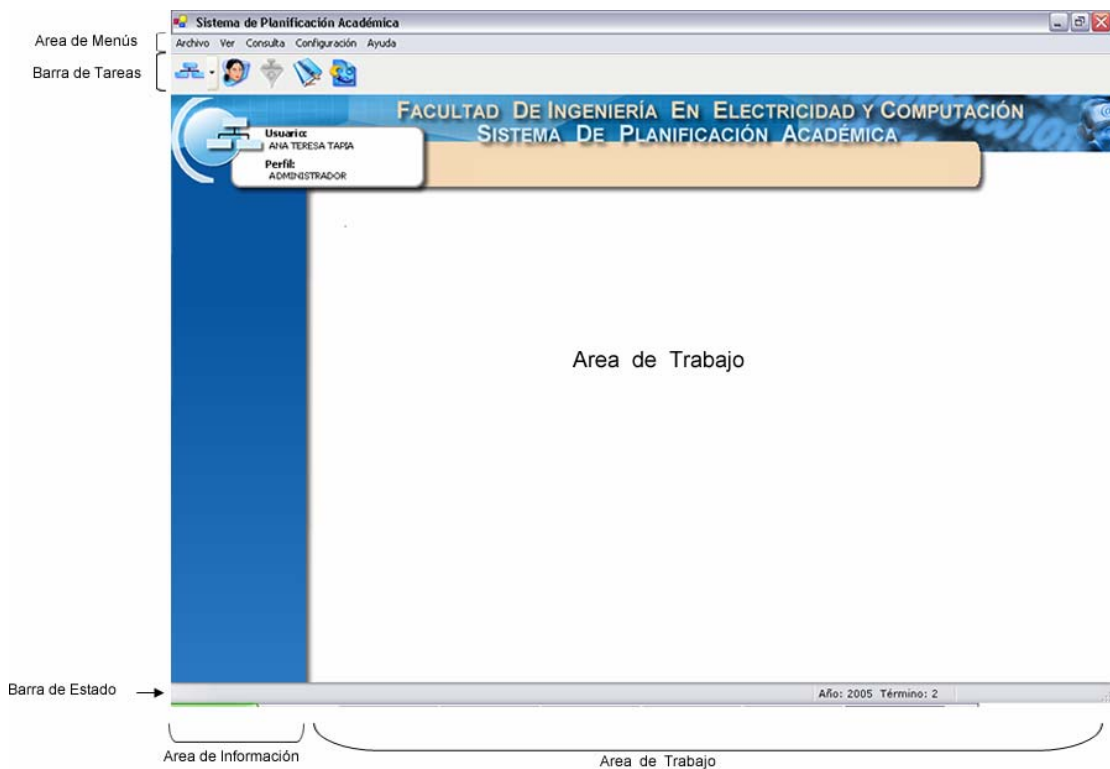 Sistema de Planificación Académica
Area de Menús
Archivo Ver Consulta Configuración Ayuda
Barra de Tareas
FACULTAD DE INGENIERÍA EN ELECTRICIDAD Y COMPUTACIÓN
SISTEMA DE PLANIFICACIÓN ACADÉMICA
Usuario:
ANA TERESA TAPIA
Perfil:
ADMINISTRADOR
Area de Trabajo
Barra de Estado
Año: 2005 Término: 2
Area de Información
Area de Trabajo